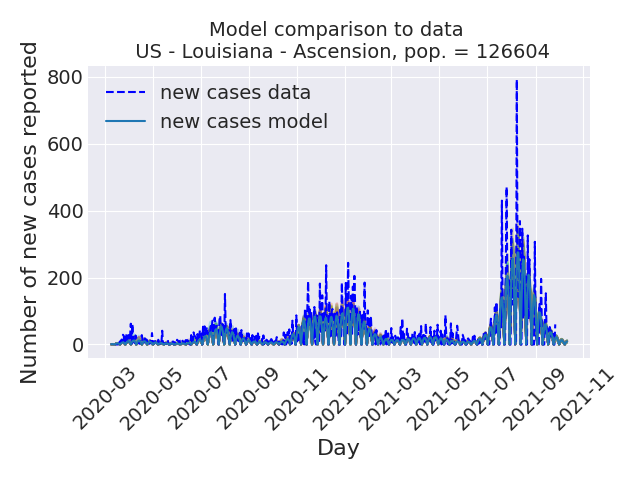 Model comparison to data
US - Louisiana - Ascension, pop. = 126604
Number of new cases reported
800
600
400
200
0
new cases data
new cases model
2020-03
2020-05
2020-07
2020-09
2020-11
2021-01
2021-03
2021-05
2021-07
2021-09
2021-11
Day